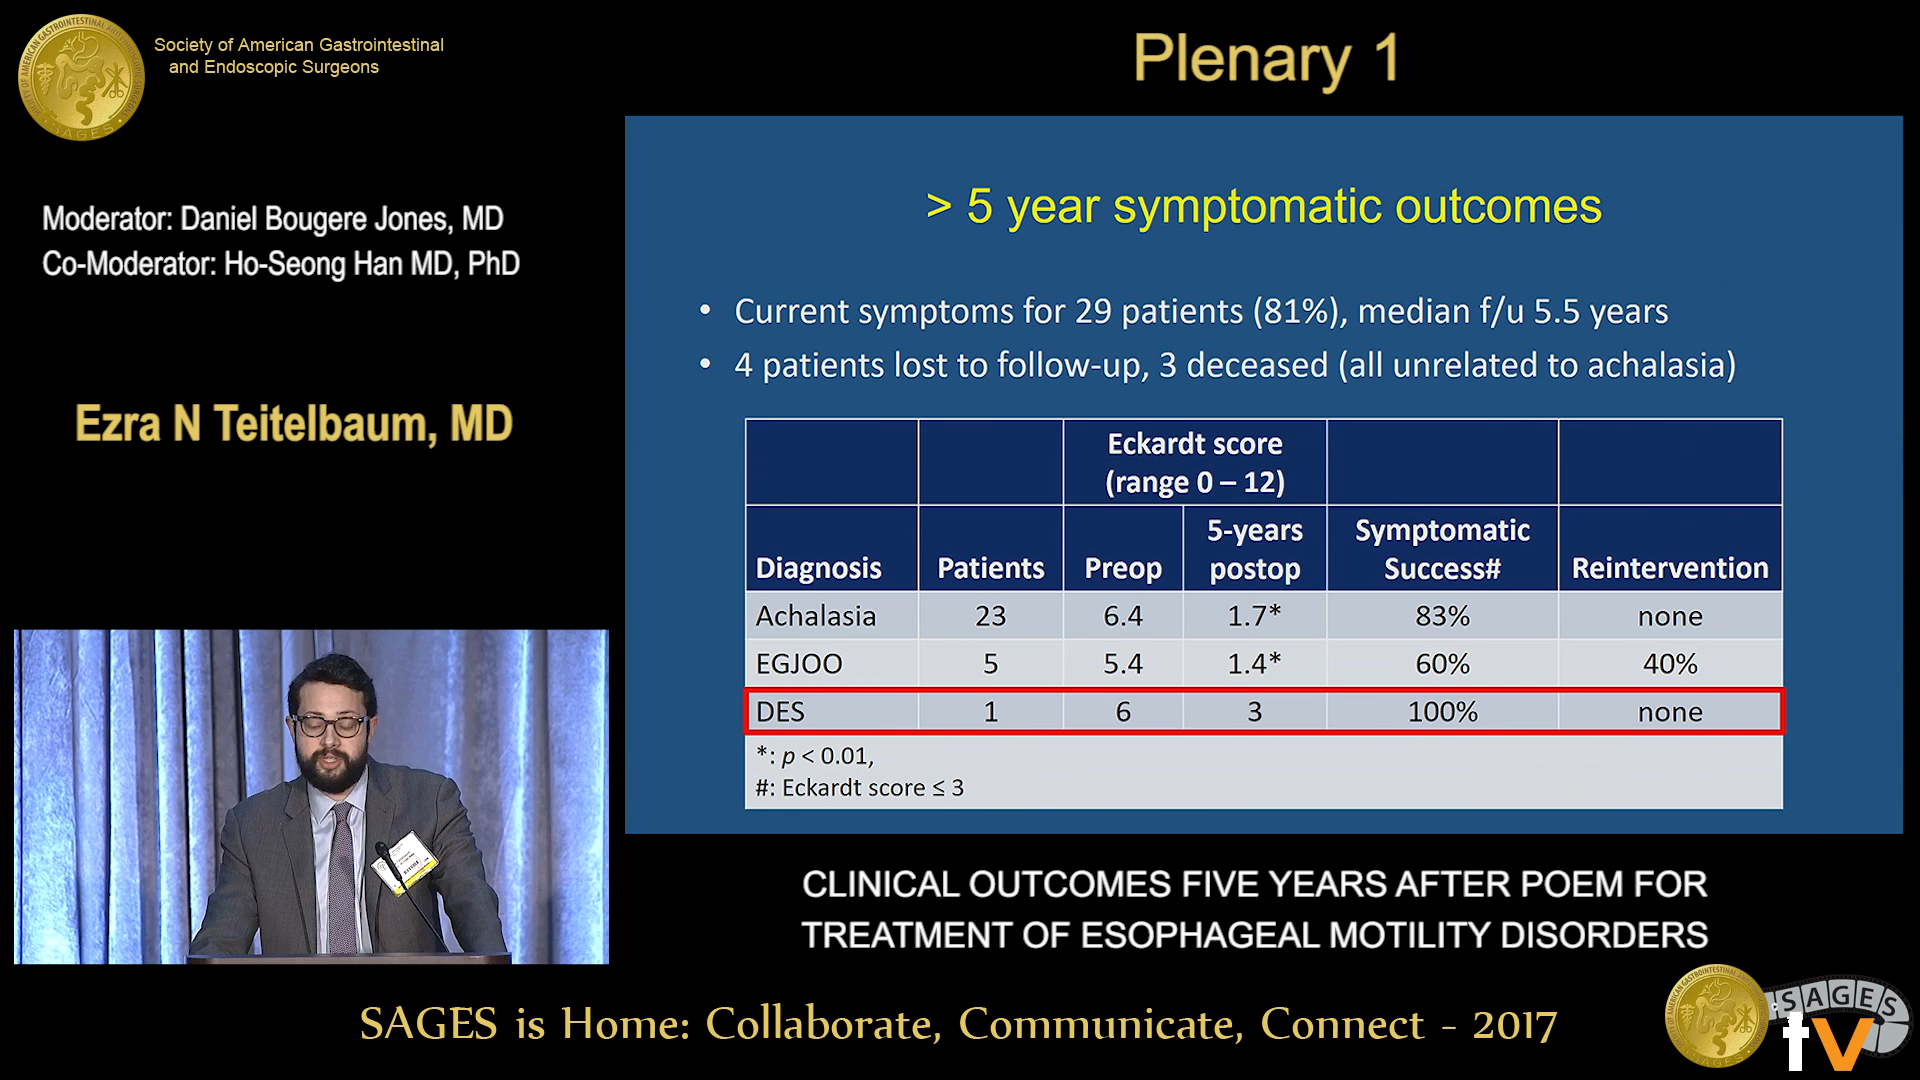 Society of American Gastrointestinal
and Endoscopic Surgeons
Plenary 1
Moderator: Daniel Bougere Jones, MD
Co-Moderator: Ho-Seong Han MD, PhD
Ezra N Teitelbaum, MD
> 5 year symptomatic outcomes
• Current symptoms for 29 patients (81%), median f/u 5.5 years
• 4 patients lost to follow-up, 3 deceased (all unrelated to achalasia)
Eckardt score
(range 0 – 12)
Diagnosis Patients Preop 5-years postop Symptomatic Success# Reintervention
Achalasia 23 6.4 1.7* 83% none
EGJOO 5 5.4 1.4* 60% 40%
DES 1 6 3 100% none
*: p < 0.01,
#: Eckardt score ≤ 3
CLINICAL OUTCOMES FIVE YEARS AFTER POEM FOR
TREATMENT OF ESOPHAGEAL MOTILITY DISORDERS
SAGES is Home: Collaborate, Communicate, Connect - 2017
SAGES
tv